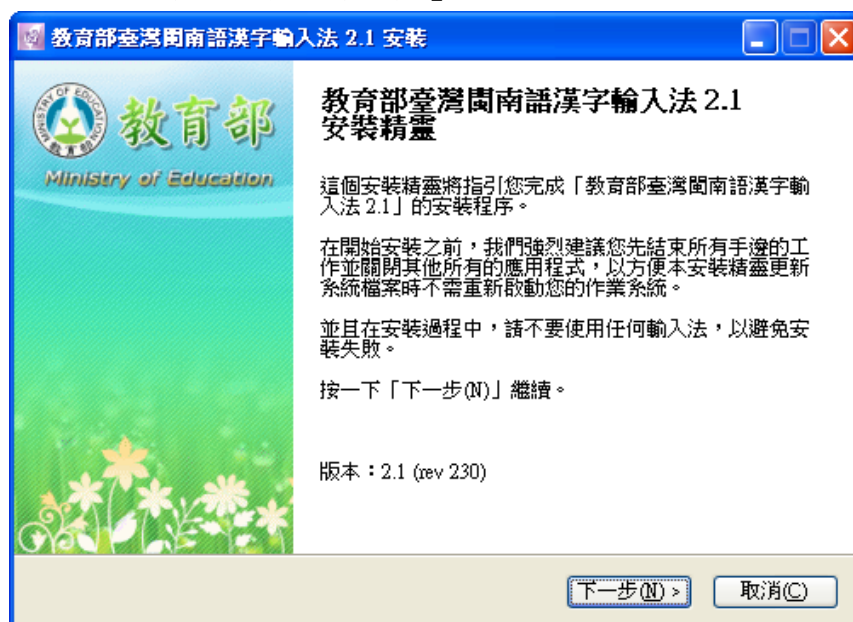 教育部臺灣閩南語漢字輸入法 2.1 安裝
MINISTRY OF EDUCATION
教育部
教育部
Ministry of Education
教育部臺灣閩南語漢字輸入法 2.1
安裝精靈
這個安裝精靈將指引您完成「教育部臺灣閩南語漢字輸
入法 2.1」的安裝程序。
在開始安裝之前，我們強烈建議您先結束所有手邊的工
作並關閉其他所有的應用程式，以方便本安裝精靈更新
系統檔案時不需重新啟動您的作業系統。
並且在安裝過程中，請不要使用任何輸入法，以避免安
裝失敗。
按一下「下一步(N)」繼續。
版本：2.1 (rev 230)
下一步(N) >
取消(C)